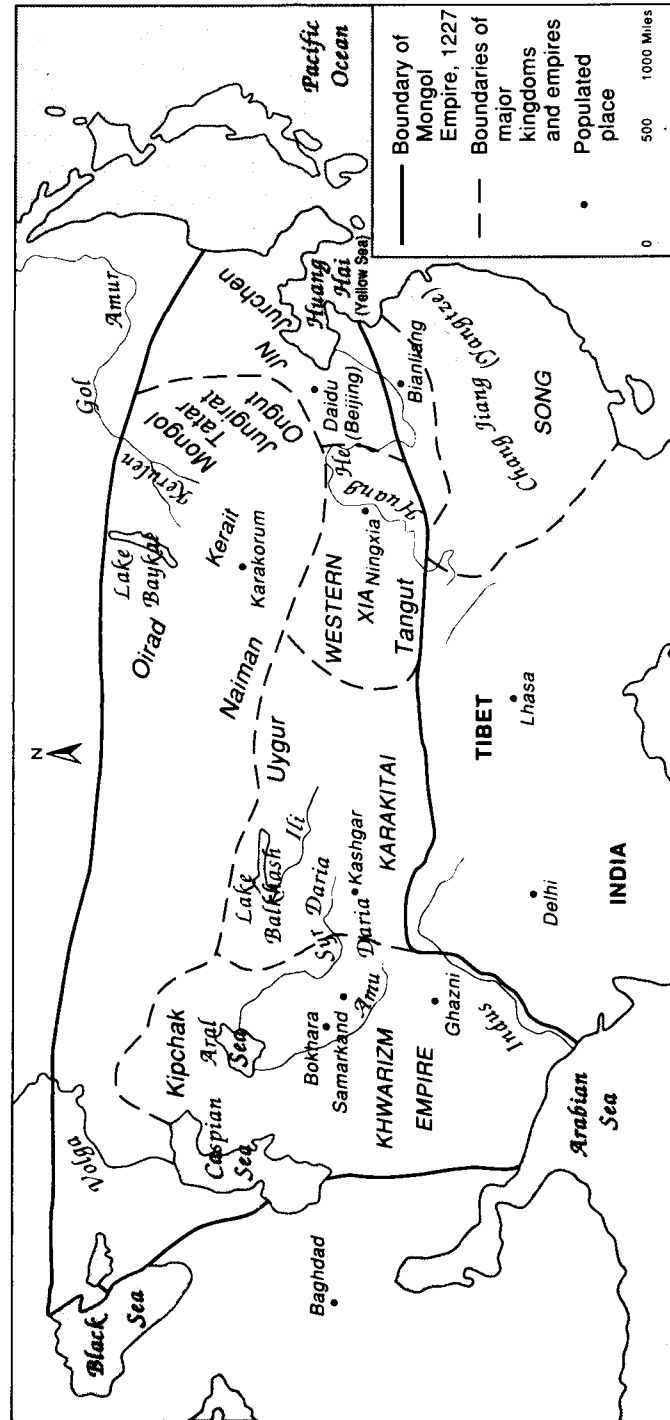 N
Pacific
Ocean
Black
Sea
Volga
Caspian
Sea
Kipchak
Aral
Sea
Baghdad
Bokhara
Samarkand
Amu
Daria
Syr Daria
KHWARIZM
EMPIRE
Ghazni
Indus
Arabian
Sea
Lake
Balkhash
Ili
Kashgar
KARAKITAI
Uygur
Naiman
Oirad
Lake
Baykal
Kerait
Karakorum
Kerulen
Gol
Amur
Mongol
Tatar
Jungirat
Ongut
JIN
Jurchen
Daidu
(Beijing)
Huang
Hai
(Yellow Sea)
Huang He
WESTERN
XIA
Ningxia
Tangut
Bianliang
Chang Jiang (Yangtze)
SONG
TIBET
Lhasa
Delhi
INDIA
Boundary of
Mongol
Empire, 1227
Boundaries of
major
kingdoms
and empires
Populated
place
0 500 1000 Miles